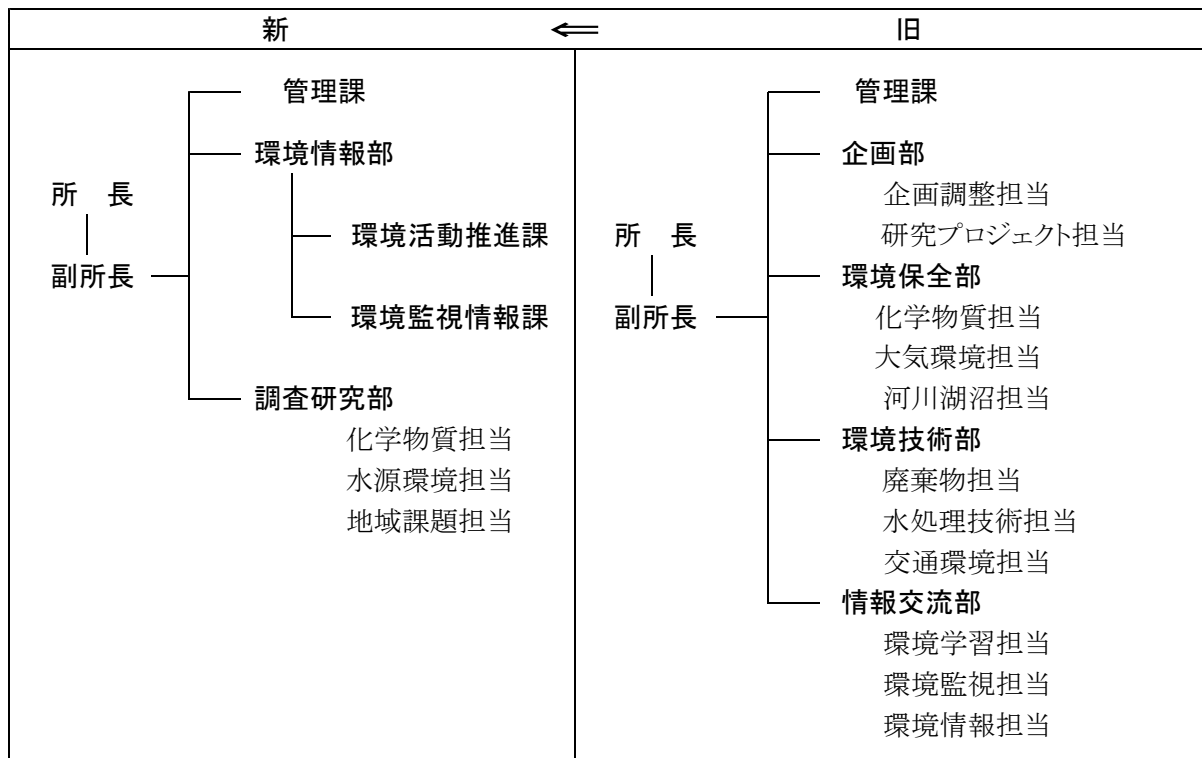 新 ⇐ 旧
管理課
環境情報部
所　長
環境活動推進課
副所長
環境監視情報課
調査研究部
化学物質担当
水源環境担当
地域課題担当
管理課
企画部
企画調整担当
所　長
研究プロジェクト担当
環境保全部
副所長
化学物質担当
大気環境担当
河川湖沼担当
環境技術部
廃棄物担当
水処理技術担当
交通環境担当
情報交流部
環境学習担当
環境監視担当
環境情報担当